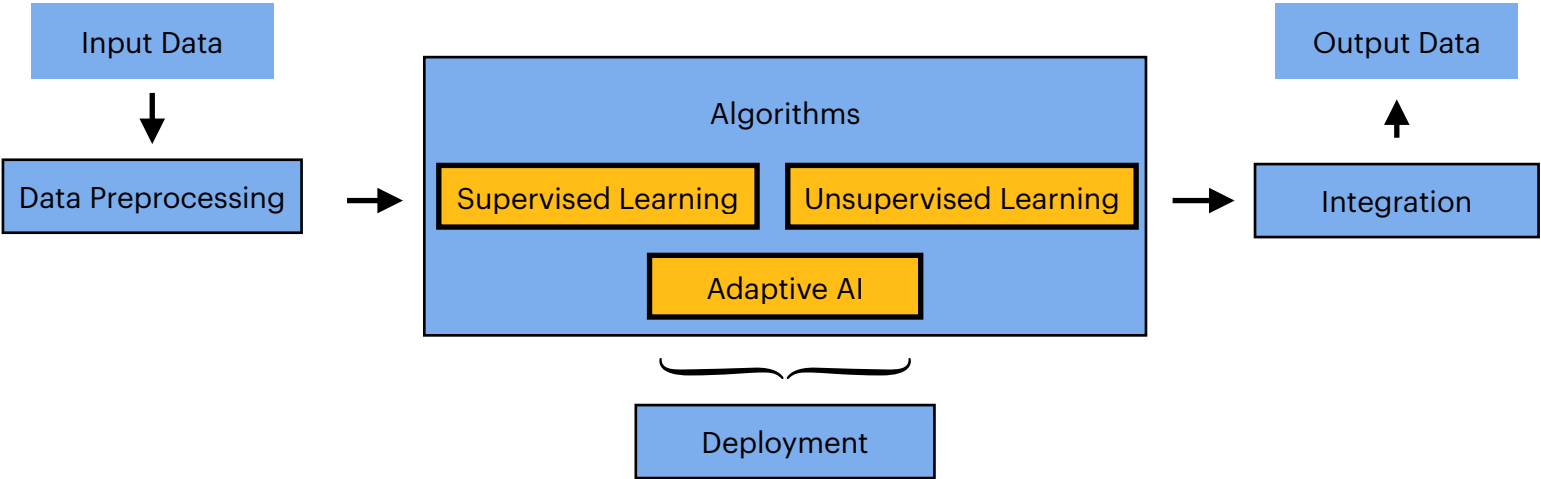 Input Data
Output Data
Algorithms
Data Preprocessing
Supervised Learning
Unsupervised Learning
Integration
Adaptive AI
Deployment